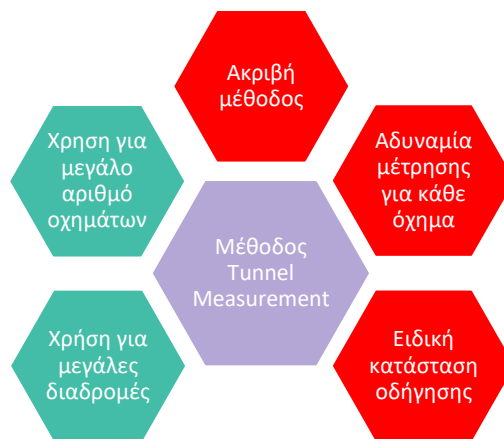 Ακριβή
μέθοδος
Χρηση για
μεγάλο
αριθμό
οχημάτων
Αδυναμία
μέτρησης
για κάθε
όχημα
Μέθοδος
Tunnel
Measurement
Χρήση για
μεγάλες
διαδρομές
Ειδική
κατάσταση
οδήγησης